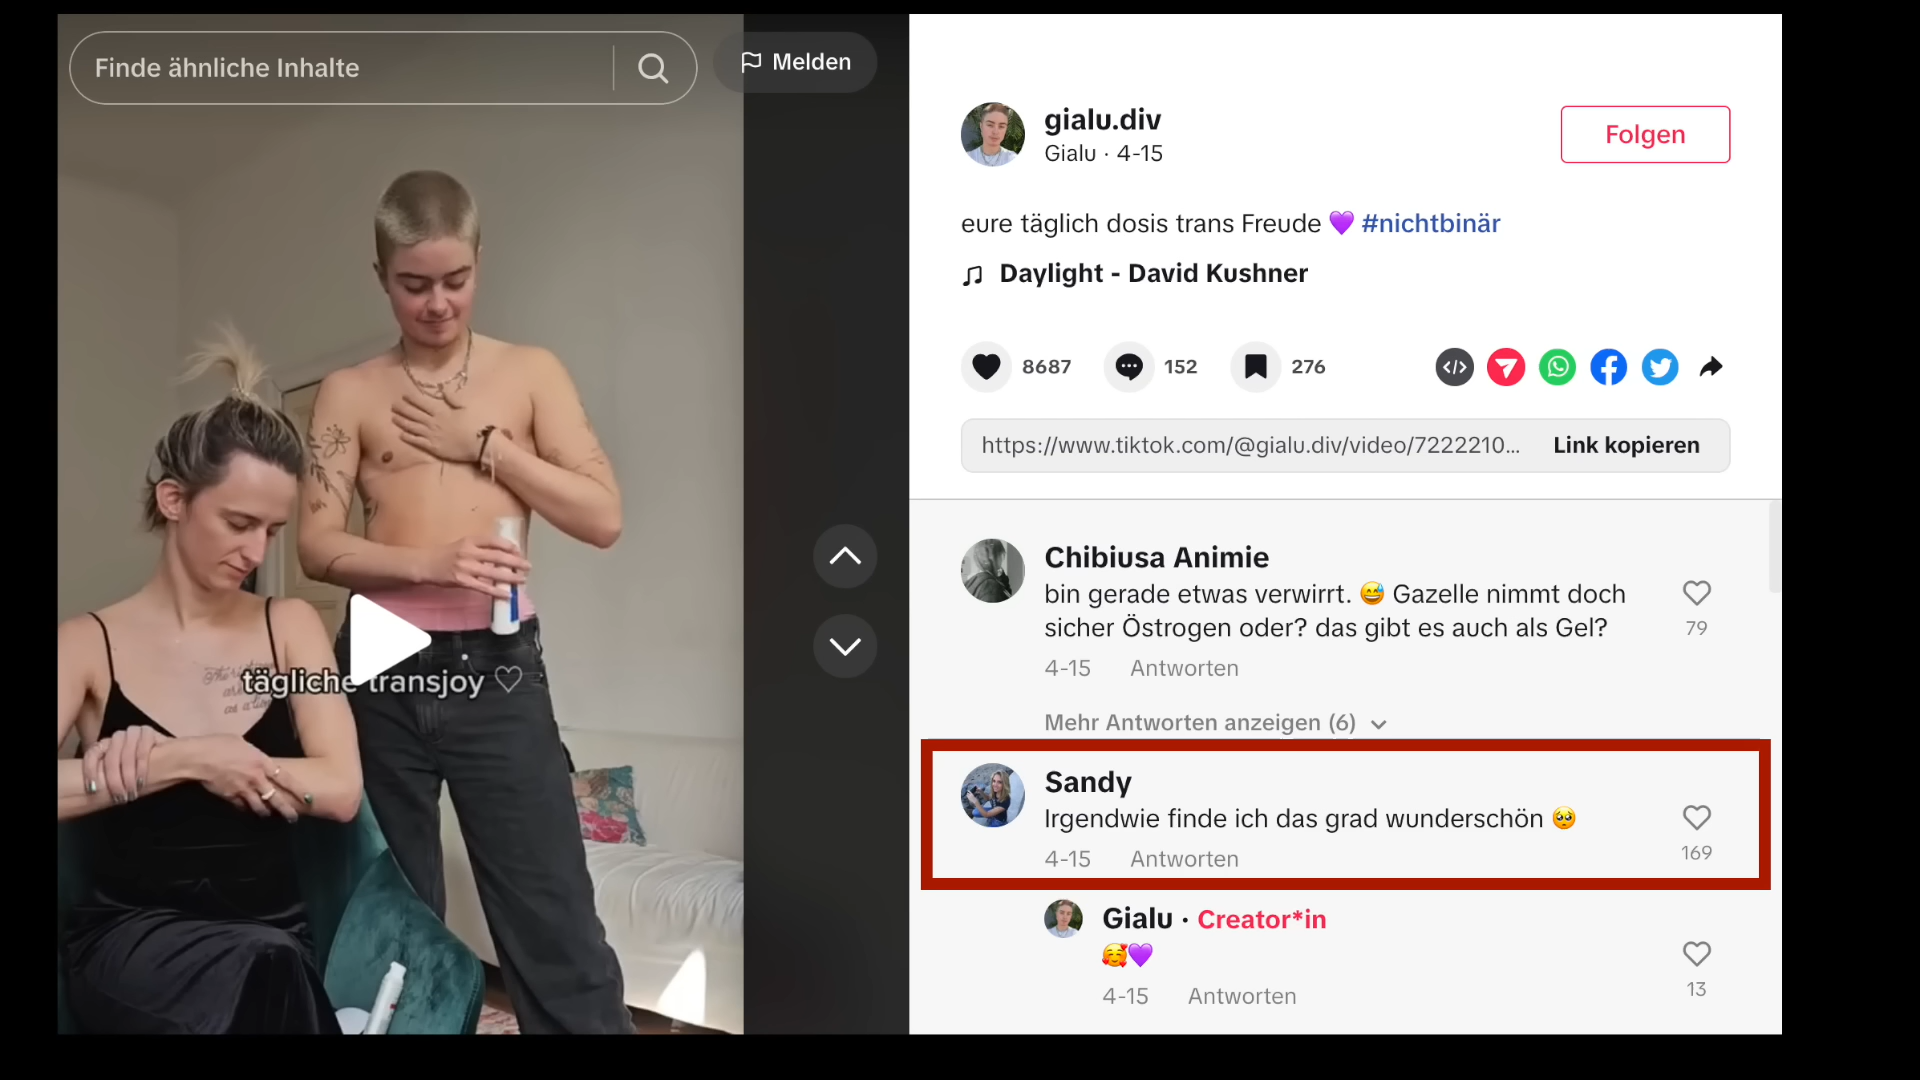 Finde ähnliche Inhalte
Melden
tägliche transjoy ♡
gialu.div
Gialu · 4-15
Folgen
eure täglich dosis trans Freude 💜 #nichtbinär
♫ Daylight - David Kushner
8687
152
276
https://www.tiktok.com/@gialu.div/video/7222210...
Link kopieren
Chibiusa Animie
bin gerade etwas verwirrt. 😅 Gazelle nimmt doch
sicher Östrogen oder? das gibt es auch als Gel?
79
4-15 Antworten
Mehr Antworten anzeigen (6)
Sandy
Irgendwie finde ich das grad wunderschön 🥺
169
4-15 Antworten
Gialu · Creator*in
🥰💜
13
4-15 Antworten